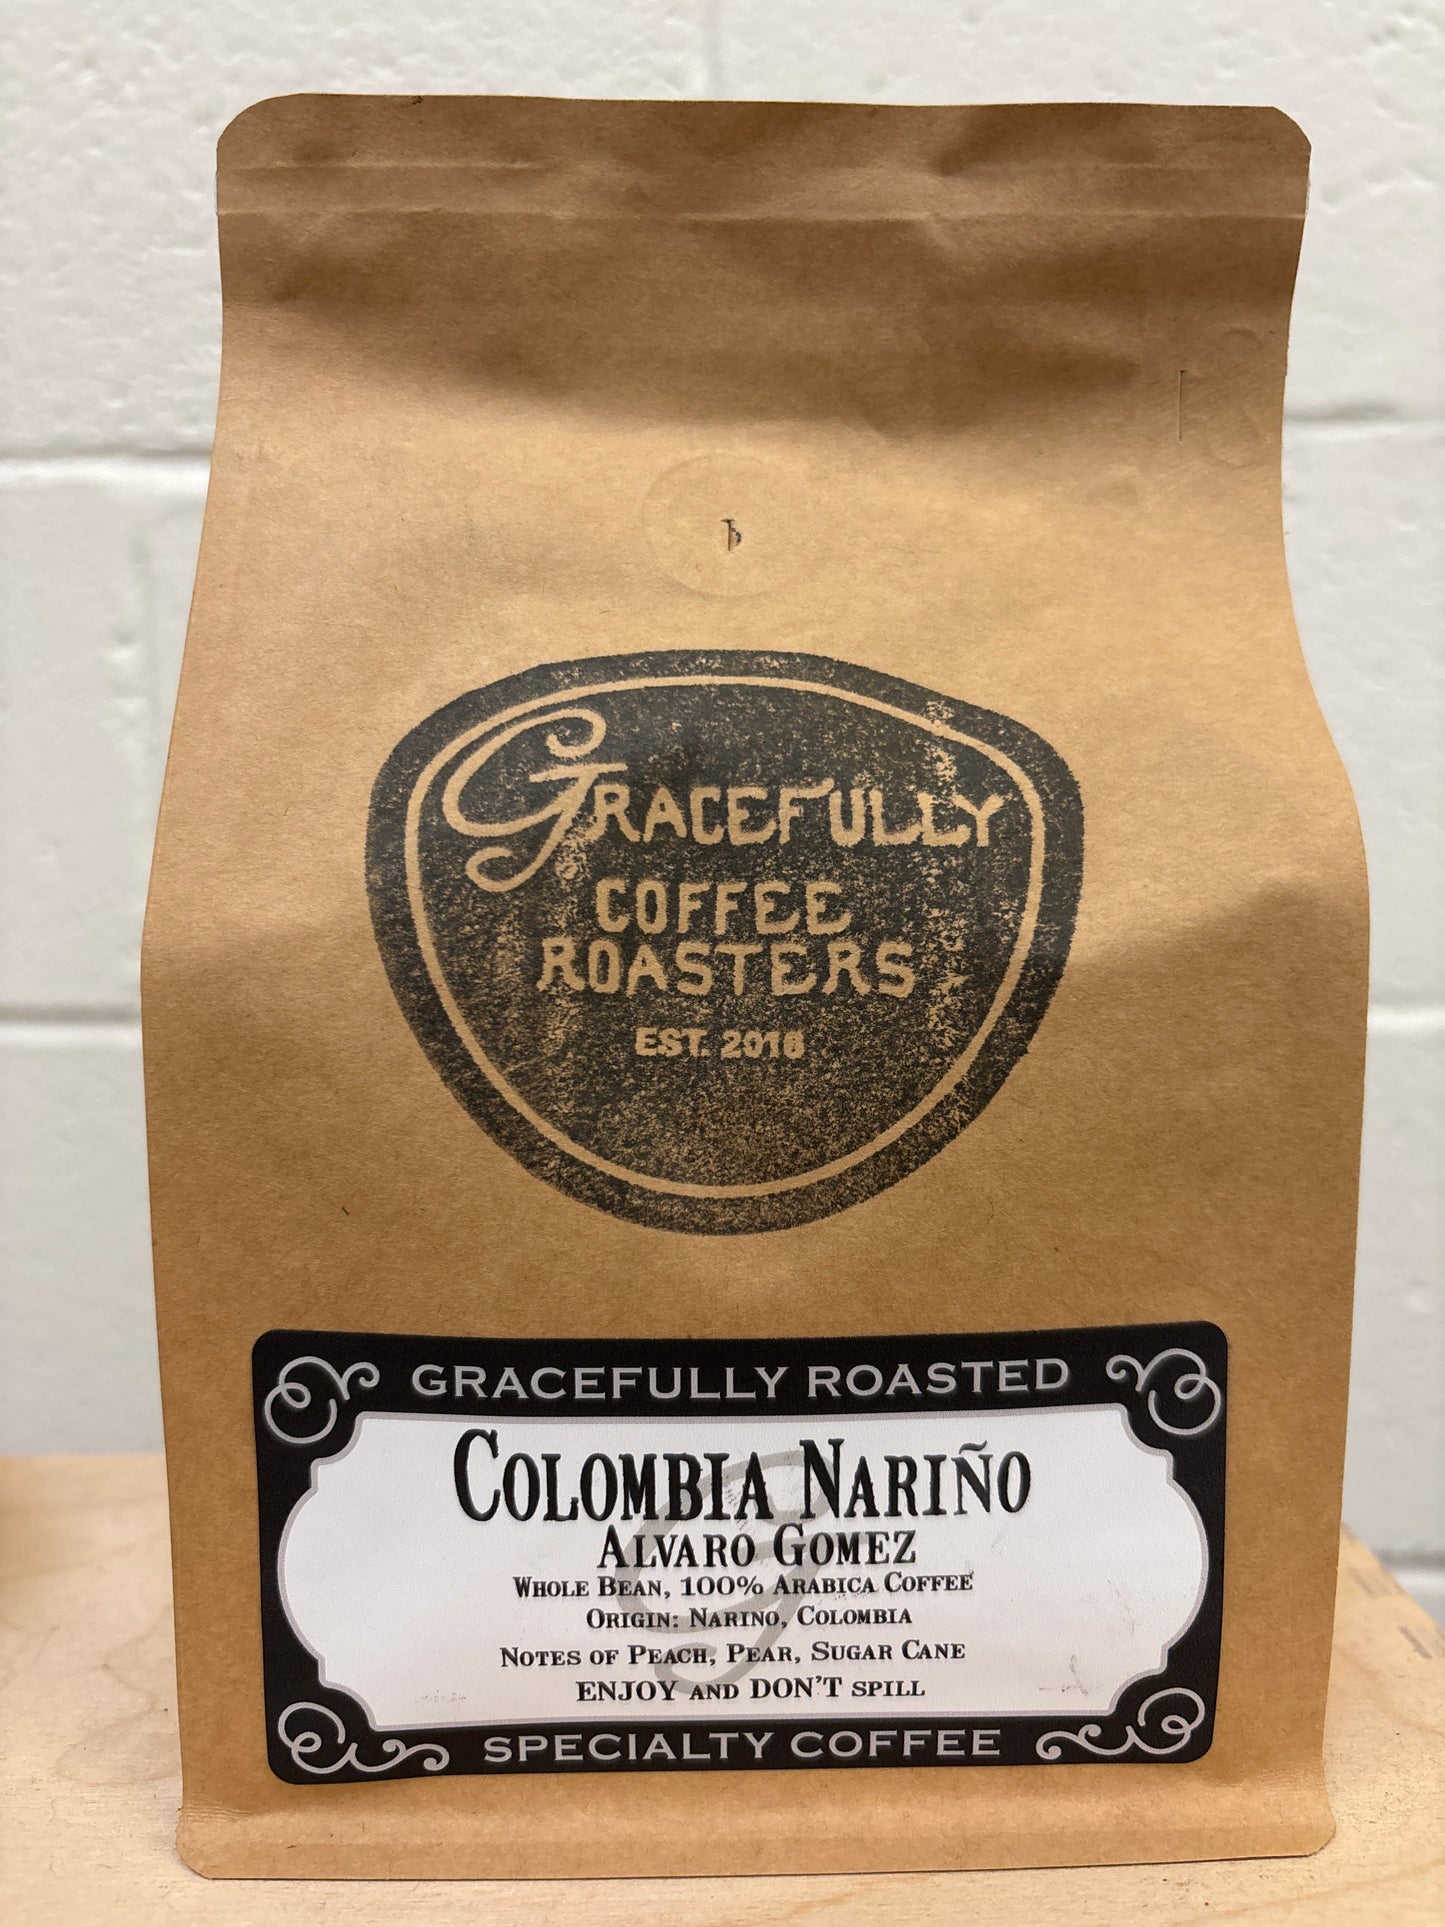 Gracefully
COFFEE
ROASTERS
EST. 2016
GRACEFULLY ROASTED
COLOMBIA NARIÑO
ALVARO GOMEZ
WHOLE BEAN, 100% ARABICA COFFEE
ORIGIN: NARINO, COLOMBIA
NOTES OF PEACH, PEAR, SUGAR CANE
ENJOY AND DON'T SPILL
SPECIALTY COFFEE